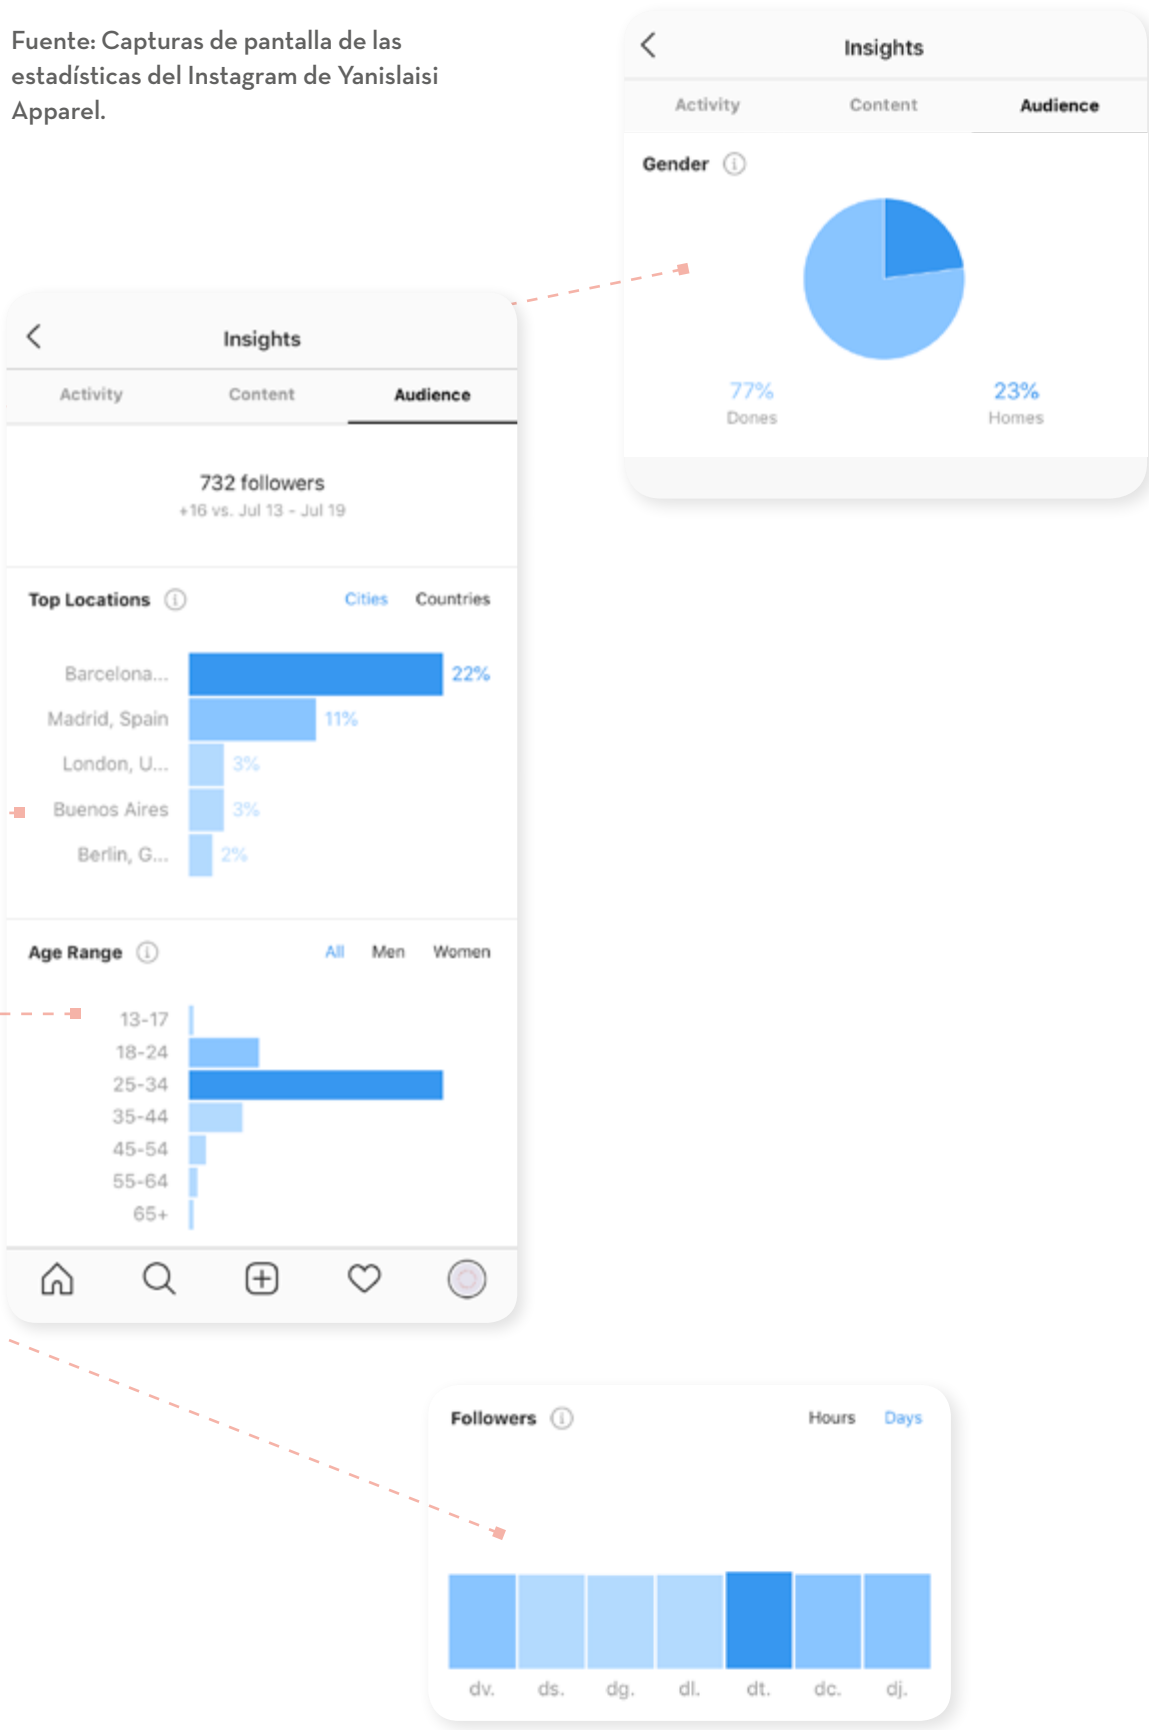 Fuente: Capturas de pantalla de las
estadísticas del Instagram de Yanislaisi
Apparel.
Insights
Activity Content Audience
Gender
77% 23%
Dones Homes
Insights
Activity Content Audience
732 followers
+16 vs. Jul 13 - Jul 19
Top Locations Cities Countries
Barcelona... 22%
Madrid, Spain 11%
London, U... 3%
Buenos Aires 3%
Berlin, G... 2%
Age Range All Men Women
13-17
18-24
25-34
35-44
45-54
55-64
65+
Followers Hours Days
dv. ds. dg. dl. dt. dc. dj.